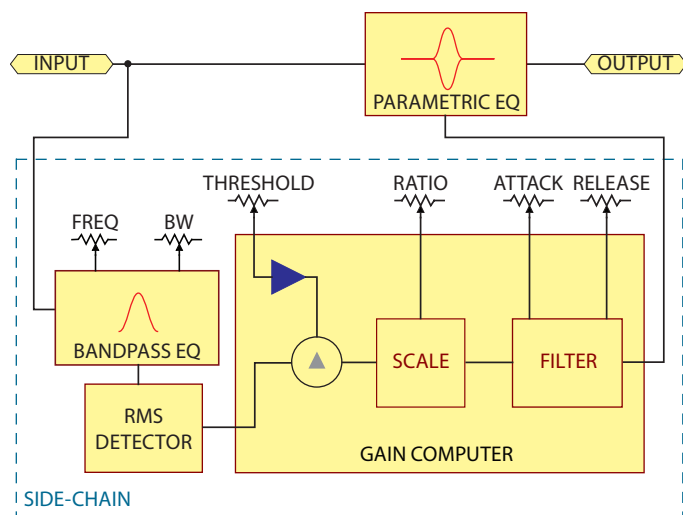 INPUT
OUTPUT
PARAMETRIC EQ
THRESHOLD
RATIO
ATTACK
RELEASE
FREQ
BW
BANDPASS EQ
SCALE
FILTER
RMS
DETECTOR
GAIN COMPUTER
SIDE-CHAIN